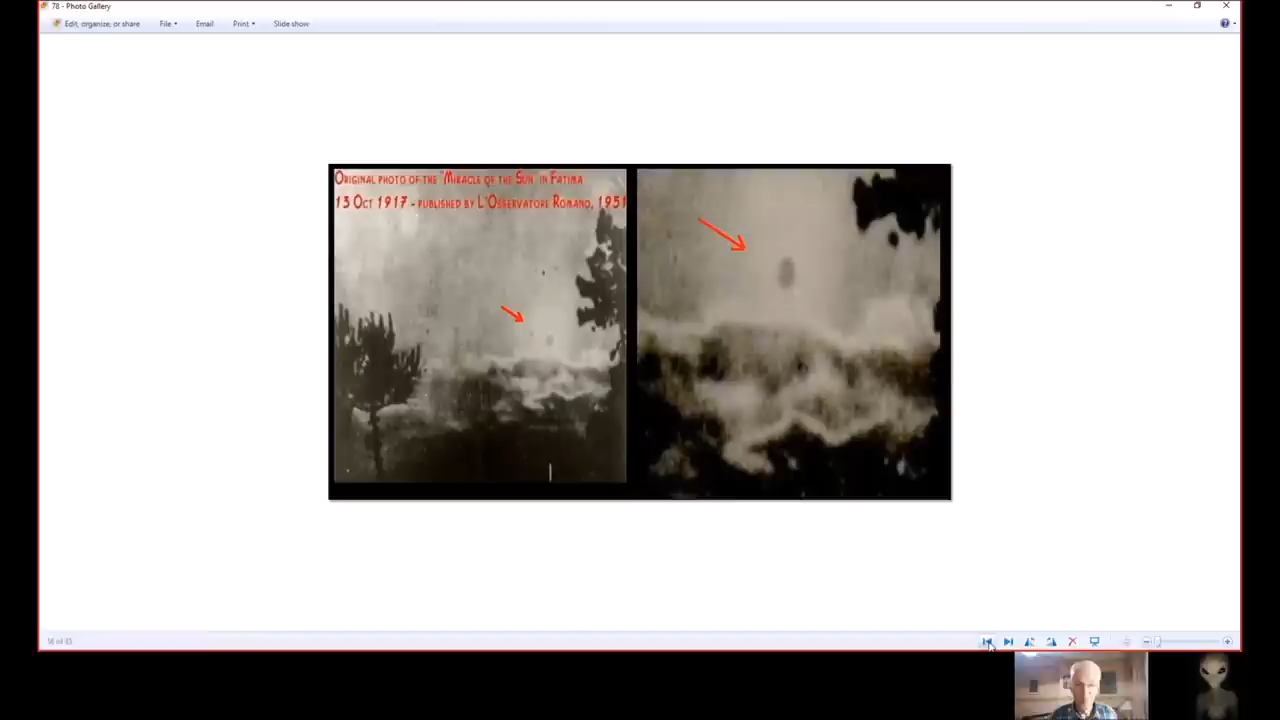 78 - Photo Gallery
Edit, organize, or share File Email Print Slide show
ORIGINAL PHOTO OF THE "MIRACLE OF THE SUN" IN FATIMA
13 OCT 1917 - PUBLISHED BY L'OSSERVATORE ROMANO, 1951